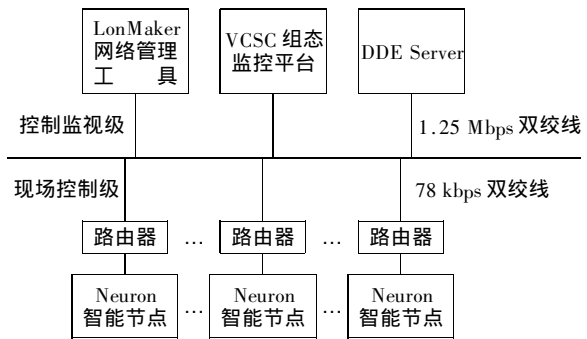 LonMaker
网络管理
工 具
VCSC 组态
监控平台
DDE Server
控制监视级
1.25 Mbps 双绞线
现场控制级
78 kbps 双绞线
路由器 … 路由器 … 路由器
Neuron
智能节点
…
Neuron
智能节点
…
Neuron
智能节点